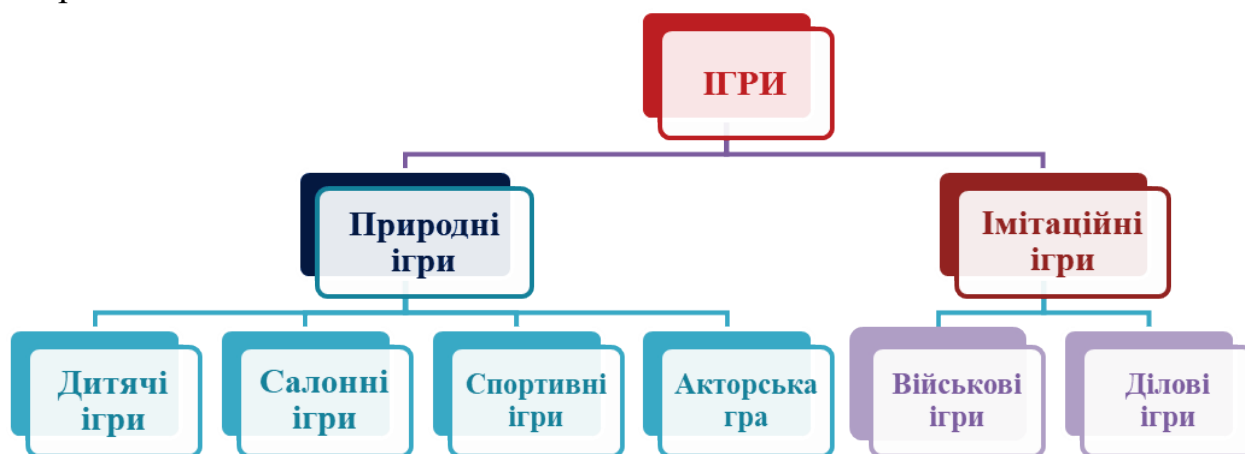 ІГРИ
Природні
ігри
Імітаційні
ігри
Дитячі
ігри
Салонні
ігри
Спортивні
ігри
Акторська
гра
Військові
ігри
Ділові
ігри